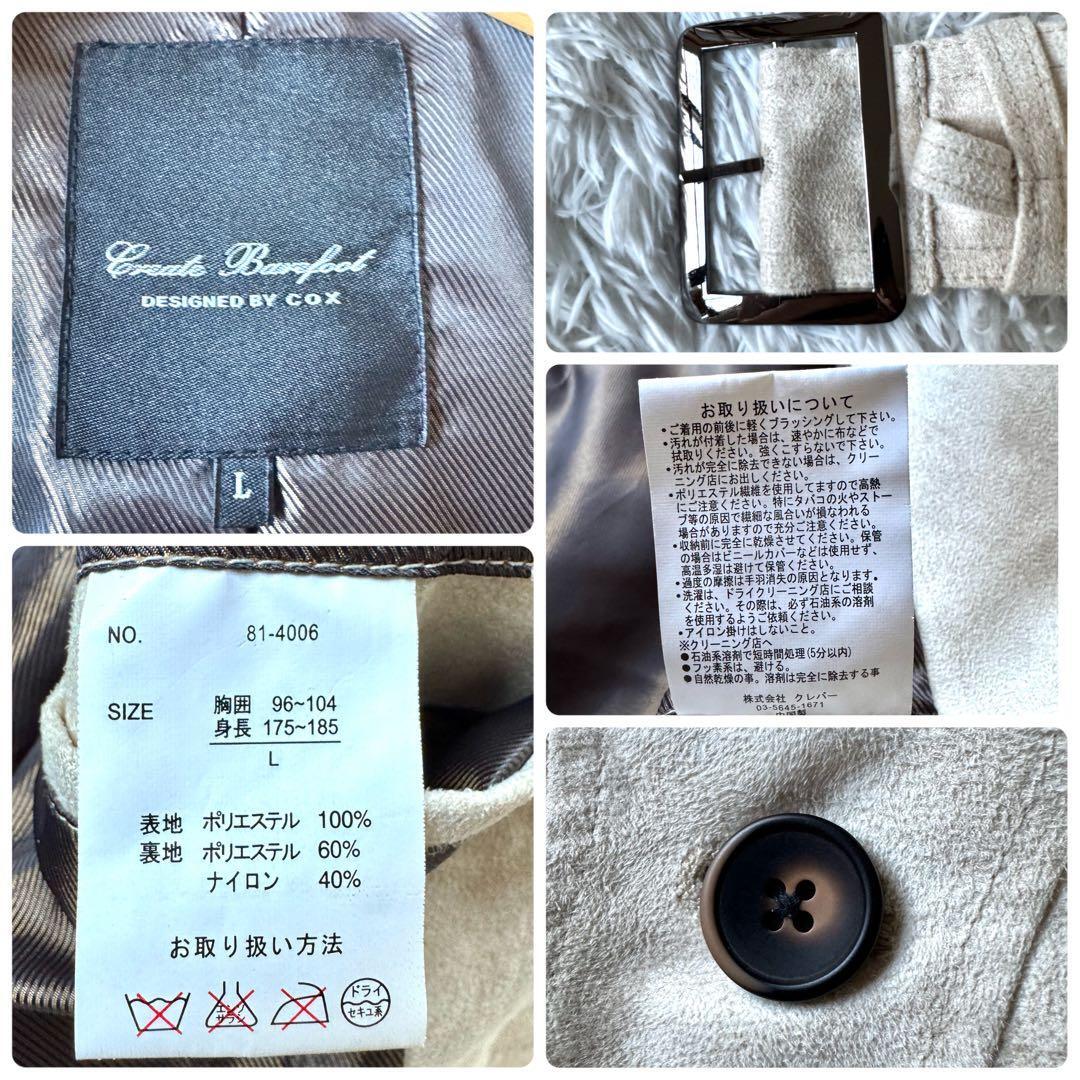 Create Barefoot
DESIGNED BY COX
L
NO. 81-4006
SIZE 胸囲 96~104
身長 175~185
L
表地 ポリエステル 100%
裏地 ポリエステル 60%
ナイロン 40%
お取り扱い方法
エンソ
サラシ
ドライ
セキユ系
お取り扱いについて
•ご着用の前後に軽くブラッシングして下さい。
•汚れが付着した場合は、速やかに布などで
拭取りください。強くこすらないで下さい。
•汚れが完全に除去できない場合は、クリー
ニング店にお出しください。
•ポリエステル繊維を使用してますので高熱
にご注意ください。特にタバコの火やストー
ブ等の原因で繊細な風合いが損なわれる
場合がありますので充分ご注意ください。
•収納前に完全に乾燥させてください。保管
の場合はビニールカバーなどは使用せず、
高温多湿は避けて保管ください。
•過度の摩擦は手羽消失の原因となります。
•洗濯は、ドライクリーニング店にご相談
ください。その際は、必ず石油系の溶剤
を使用するようご依頼ください。
•アイロン掛けはしないこと。
※クリーニング店へ
●石油系溶剤で短時間処理(5分以内)
●フッ素系は、避ける。
●自然乾燥の事。溶剤は完全に除去する事
株式会社 クレバー
03-5645-1671
中国製